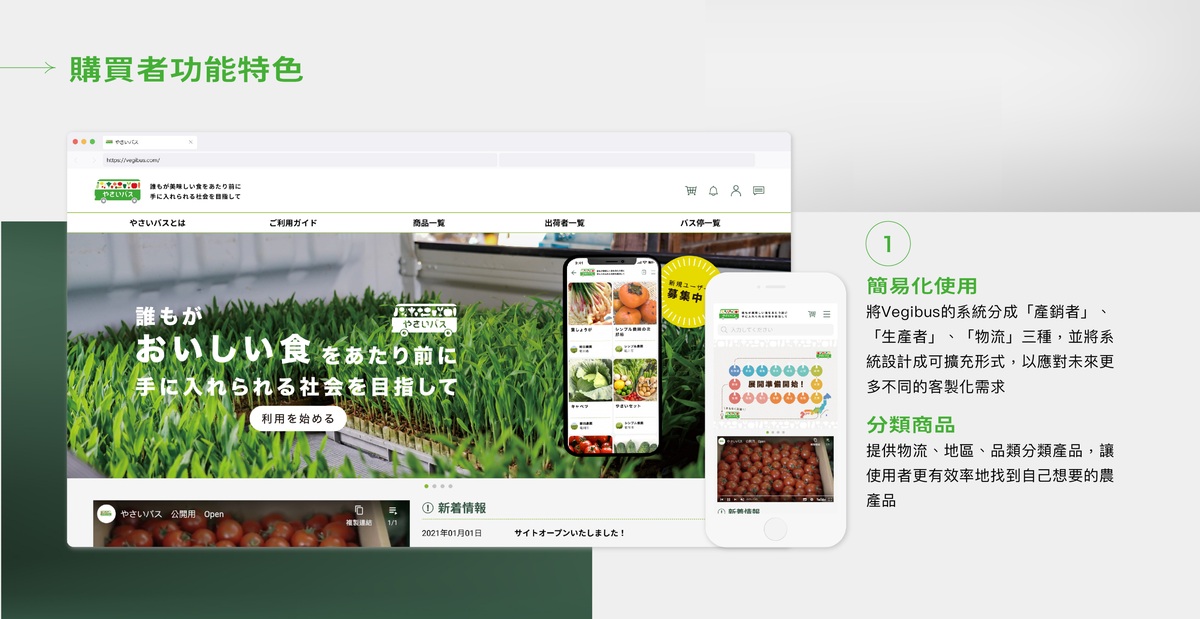 購買者功能特色
やさいバス
https://vegibus.com/
やさいバス
誰もが美味しい食をあたり前に
手に入れられる社会を目指して
やさいバスとは
ご利用ガイド
商品一覧
出荷者一覧
バス停一覧
誰もが
やさいバス
おいしい食をあたり前に
手に入れられる社会を目指して
利用を始める
新規ユーザー
募集中
9:41
キャベツ
やさいセット
入力してください
展開準備開始！
やさいバス 公開用 Open
複製連結
1/1
新着情報
2021年01月01日
サイトオープンいたしました！
新着情報
1
簡易化使用
將Vegibus的系統分成「產銷者」、
「生產者」、「物流」三種，並將系
統設計成可擴充形式，以應對未來更
多不同的客製化需求
分類商品
提供物流、地區、品類分類產品，讓
使用者更有效率地找到自己想要的農
產品